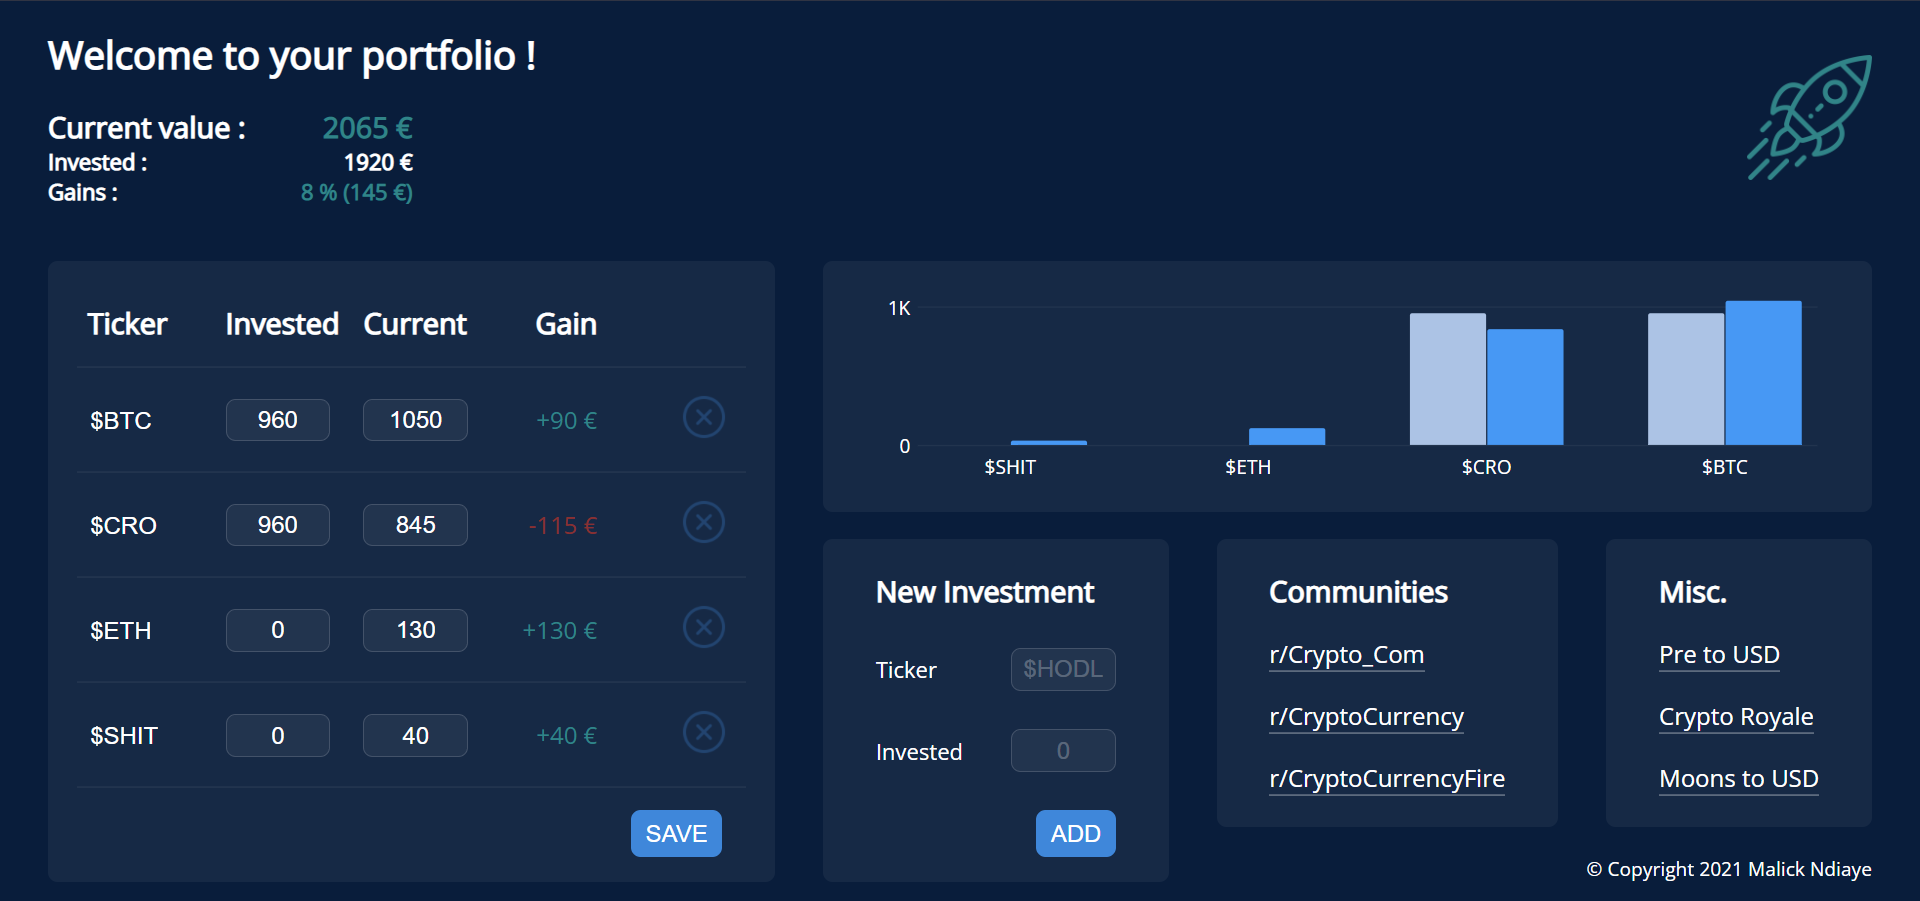 Welcome to your portfolio !
Current value : 2065 €
Invested : 1920 €
Gains : 8 % (145 €)
Ticker Invested Current Gain
$BTC 960 1050 +90 €
$CRO 960 845 -115 €
$ETH 0 130 +130 €
$SHIT 0 40 +40 €
SAVE
1K
0
$SHIT $ETH $CRO $BTC
New Investment
Ticker $HODL
Invested 0
ADD
Communities
r/Crypto_Com
r/CryptoCurrency
r/CryptoCurrencyFire
Misc.
Pre to USD
Crypto Royale
Moons to USD
© Copyright 2021 Malick Ndiaye